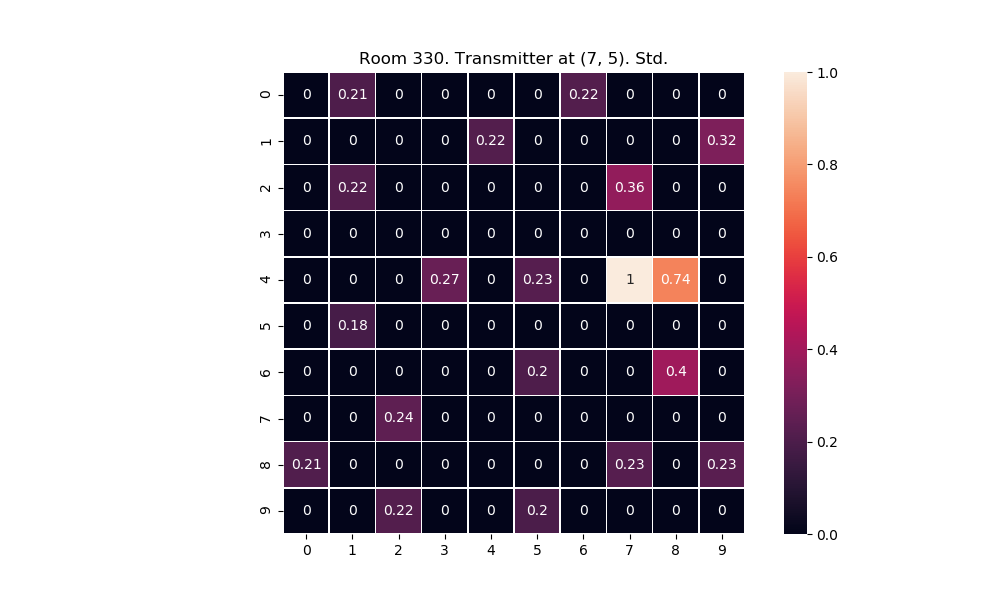 Room 330. Transmitter at (7, 5). Std.
0 0 0.21 0 0 0 0 0.22 0 0 0
1 0 0 0 0 0.22 0 0 0 0 0.32
2 0 0.22 0 0 0 0 0 0.36 0 0
3 0 0 0 0 0 0 0 0 0 0
4 0 0 0 0.27 0 0.23 0 1 0.74 0
5 0 0.18 0 0 0 0 0 0 0 0
6 0 0 0 0 0 0.2 0 0 0.4 0
7 0 0 0.24 0 0 0 0 0 0 0
8 0.21 0 0 0 0 0 0 0.23 0 0.23
9 0 0 0.22 0 0 0.2 0 0 0 0
0 1 2 3 4 5 6 7 8 9
1.0
0.8
0.6
0.4
0.2
0.0